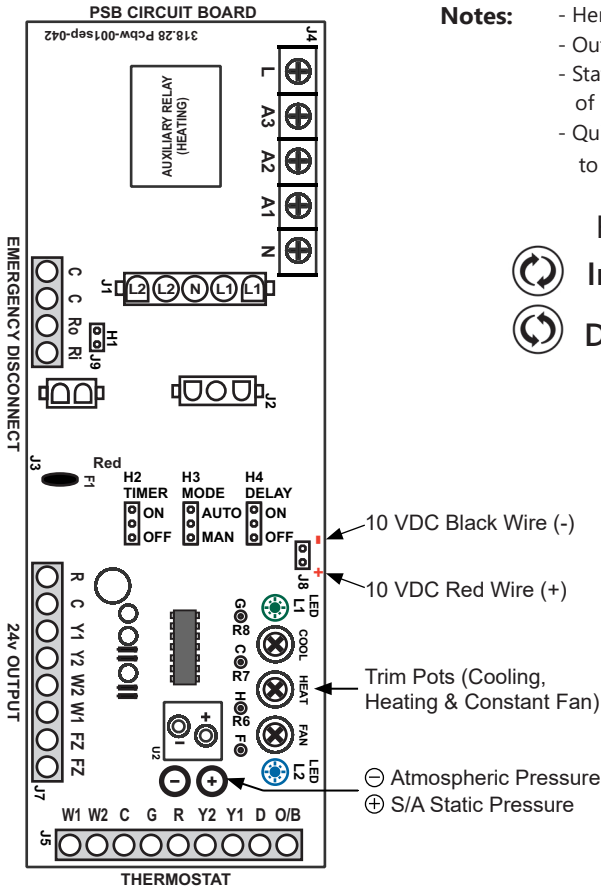 PSB CIRCUIT BOARD
318.28 Pcbw-001sep-042
J4
L
A3
A2
A1
N
AUXILIARY RELAY
(HEATING)
EMERGENCY DISCONNECT
C
C
Ro
Ri
H1
J9
J1
L2
L2
N
L1
L1
J2
J3
Red
F1
H2
TIMER
ON
OFF
H3
MODE
AUTO
MAN
H4
DELAY
ON
OFF
J8
-
+
10 VDC Black Wire (-)
10 VDC Red Wire (+)
24v OUTPUT
R
C
Y1
Y2
W2
W1
FZ
FZ
J7
G
R8
C
R7
H
R6
F
LED
L1
COOL
HEAT
FAN
LED
L2
Trim Pots (Cooling,
Heating & Constant Fan)
U2
-
+
-
+
⊖ Atmospheric Pressure
⊕ S/A Static Pressure
J5
W1 W2 C G R Y2 Y1 D O/B
THERMOSTAT
Notes:
- Her
- Out
- Sta
of
- Qu
to